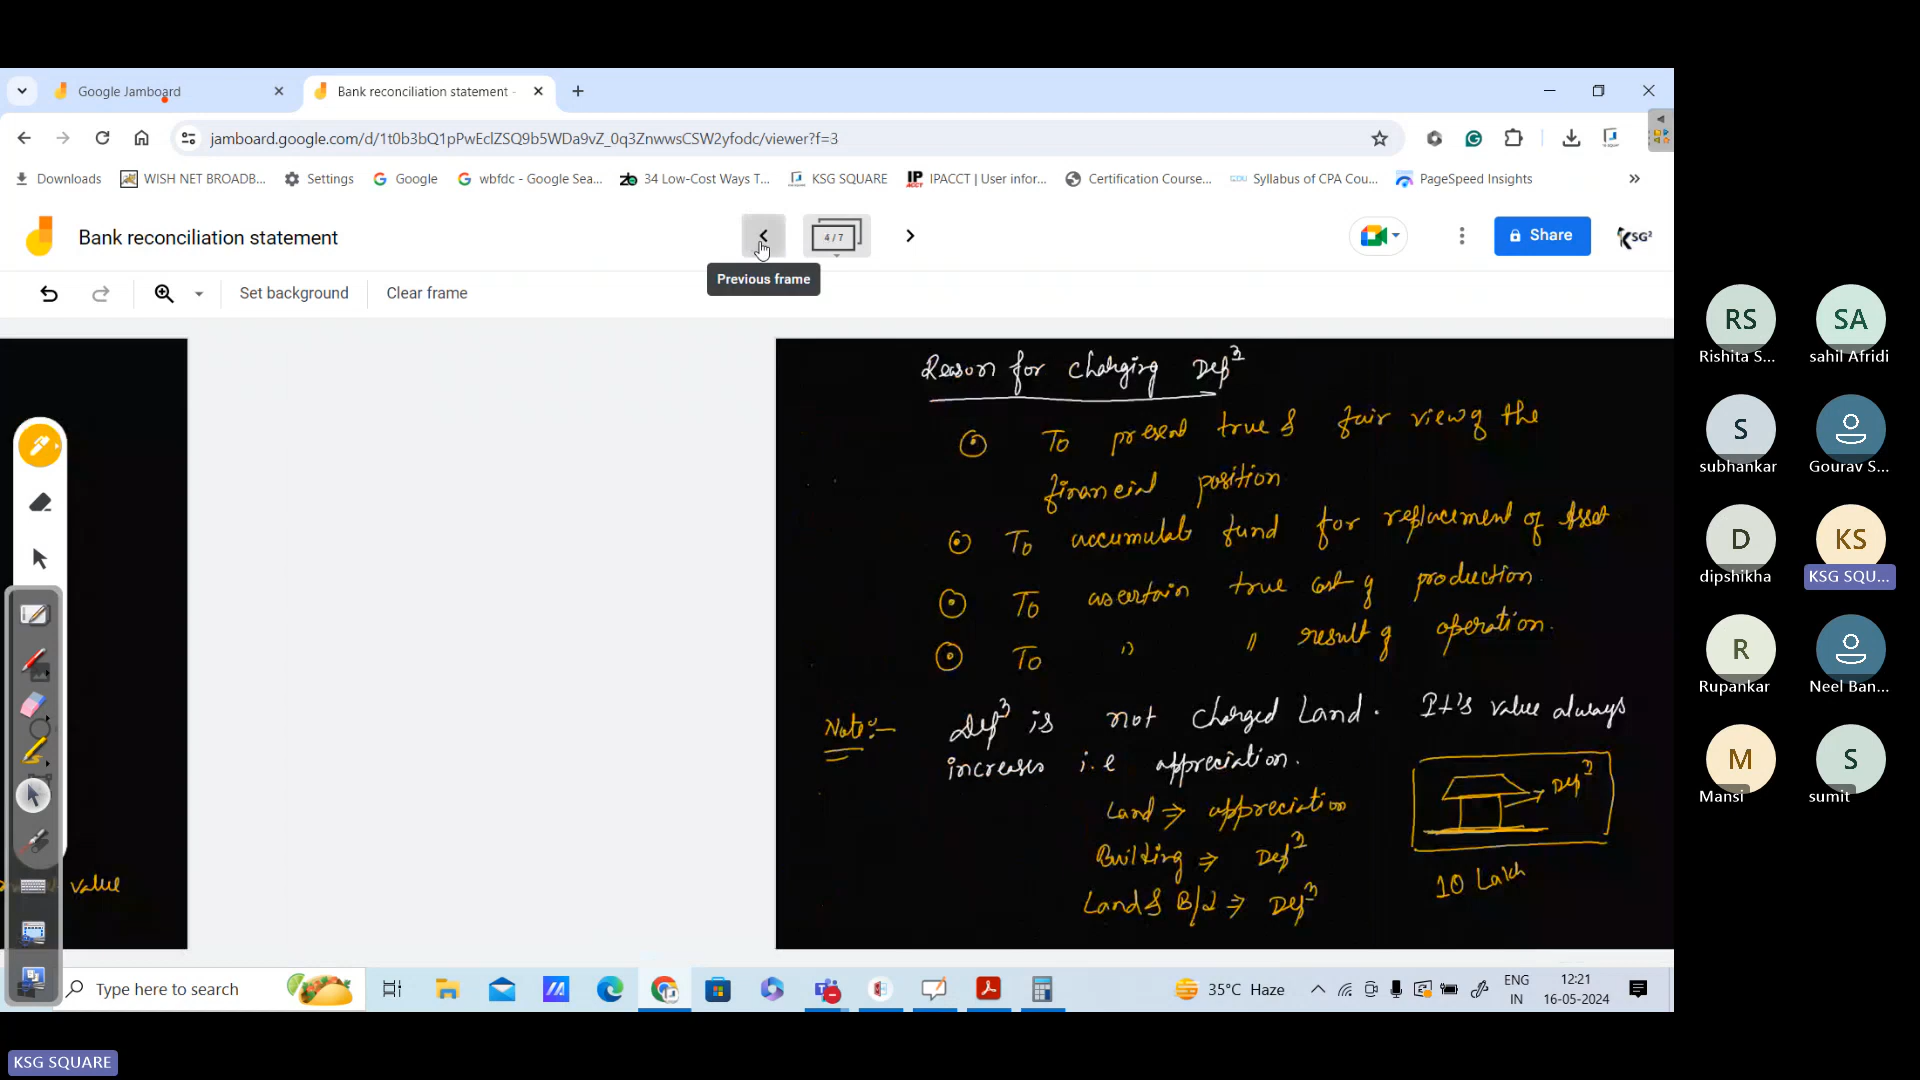 Google Jamboard
Bank reconciliation statement -
jamboard.google.com/d/1t0b3bQ1pPwEclZSQ9b5WDa9vZ_0q3ZnwwsCSW2yfodc/viewer?f=3
Downloads WISH NET BROADB... Settings Google wbfdc - Google Sea... 34 Low-Cost Ways T... KSG SQUARE IPACCT | User infor... Certification Course... Syllabus of CPA Cou... PageSpeed Insights
Bank reconciliation statement
4 / 7
Share
KSG²
Previous frame
Set background Clear frame
Reason for charging Depⁿ
To present true & fair view of the
financial position
To accumulate fund for replacement of Asset
To ascertain true cost of production
To " " result of operation.
Note:- Depⁿ is not charged Land. It's value always
increases i.e appreciation.
Land ⇒ appreciation
Building ⇒ Depⁿ
Land & B/d ⇒ Depⁿ
Depⁿ
10 Lakh
value
RS SA
Rishita S... sahil Afridi
S
subhankar Gourav S...
D KS
dipshikha KSG SQU...
R
Rupankar Neel Ban...
M S
Mansi sumit
Type here to search
35°C Haze
ENG
IN
12:21
16-05-2024
KSG SQUARE